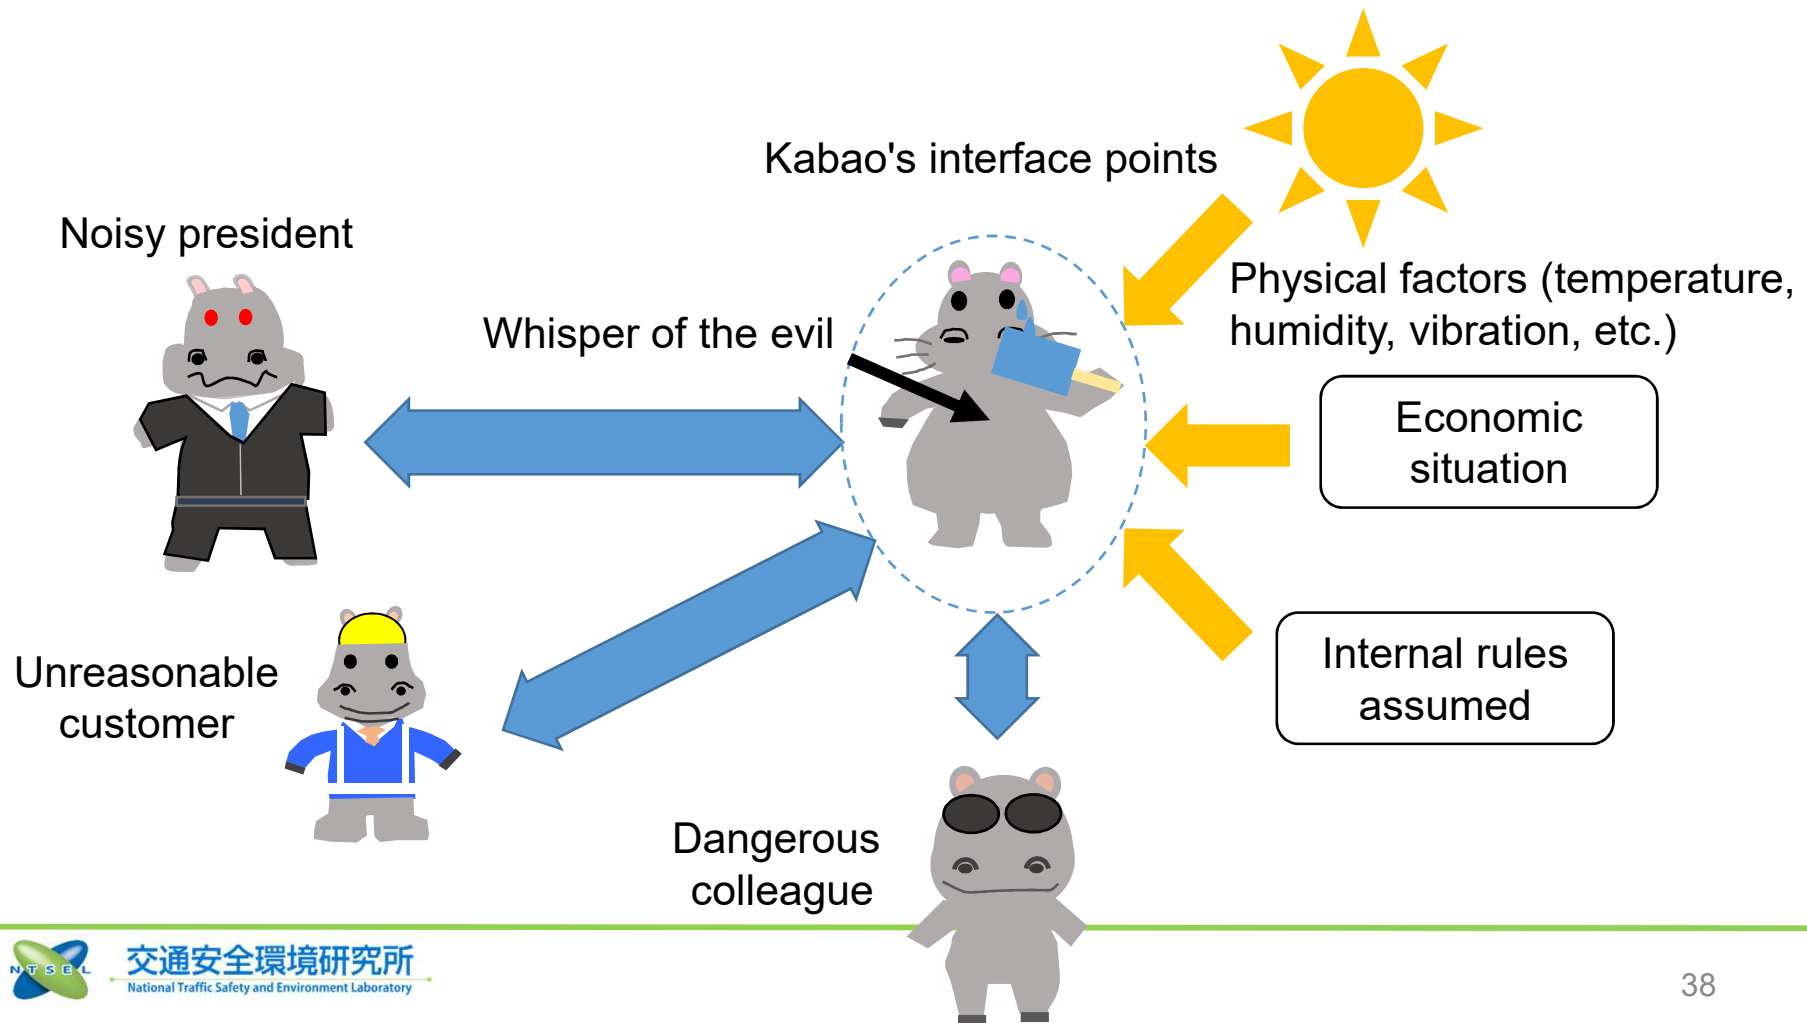 Kabao's interface points
Noisy president
Physical factors (temperature,
humidity, vibration, etc.)
Whisper of the evil
Economic
situation
Internal rules
assumed
Unreasonable
customer
Dangerous
colleague
NTSEL
交通安全環境研究所
National Traffic Safety and Environment Laboratory
38